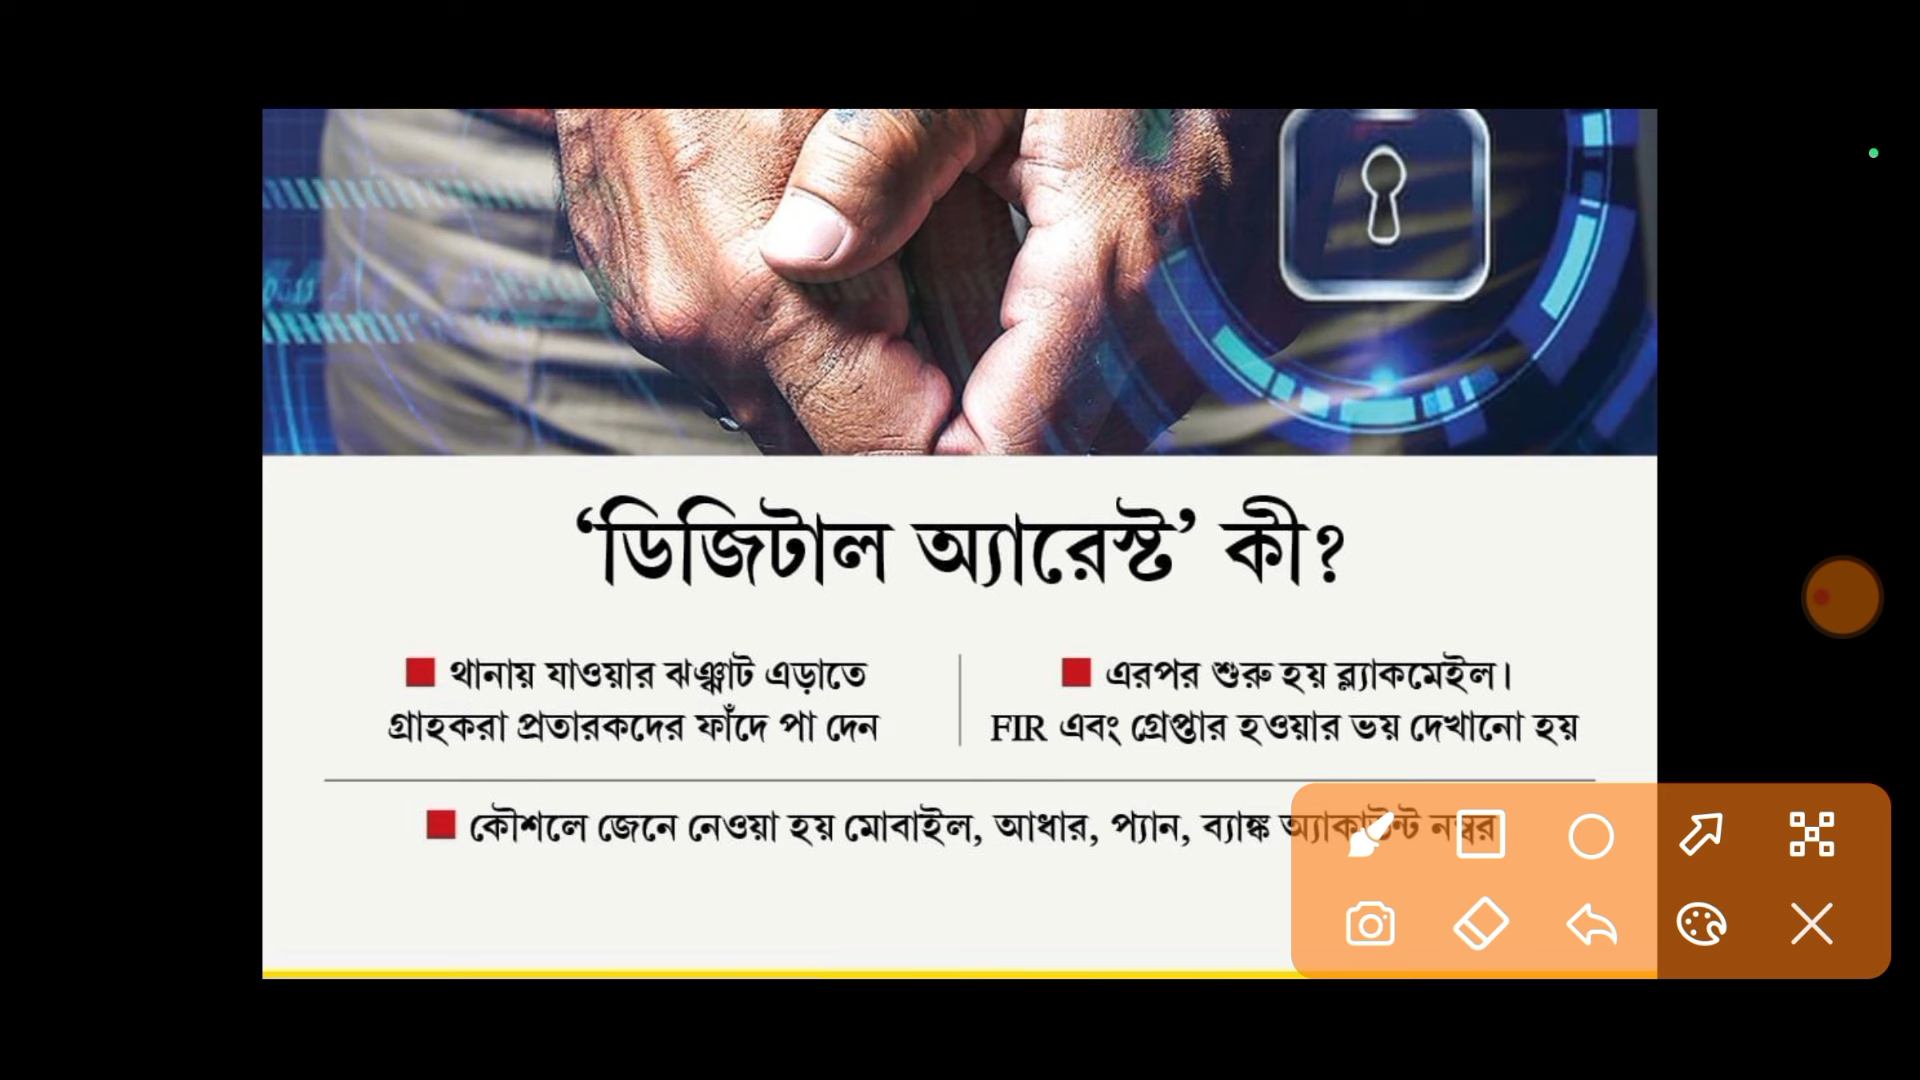 ‘ডিজিটাল অ্যারেস্ট’ কী?
থানায় যাওয়ার ঝঞ্ঝাট এড়াতে
গ্রাহকরা প্রতারকদের ফাঁদে পা দেন
এরপর শুরু হয় ব্ল্যাকমেইল।
FIR এবং গ্রেপ্তার হওয়ার ভয় দেখানো হয়
কৌশলে জেনে নেওয়া হয় মোবাইল, আধার, প্যান, ব্যাঙ্ক অ্যাকাউন্ট নম্বর